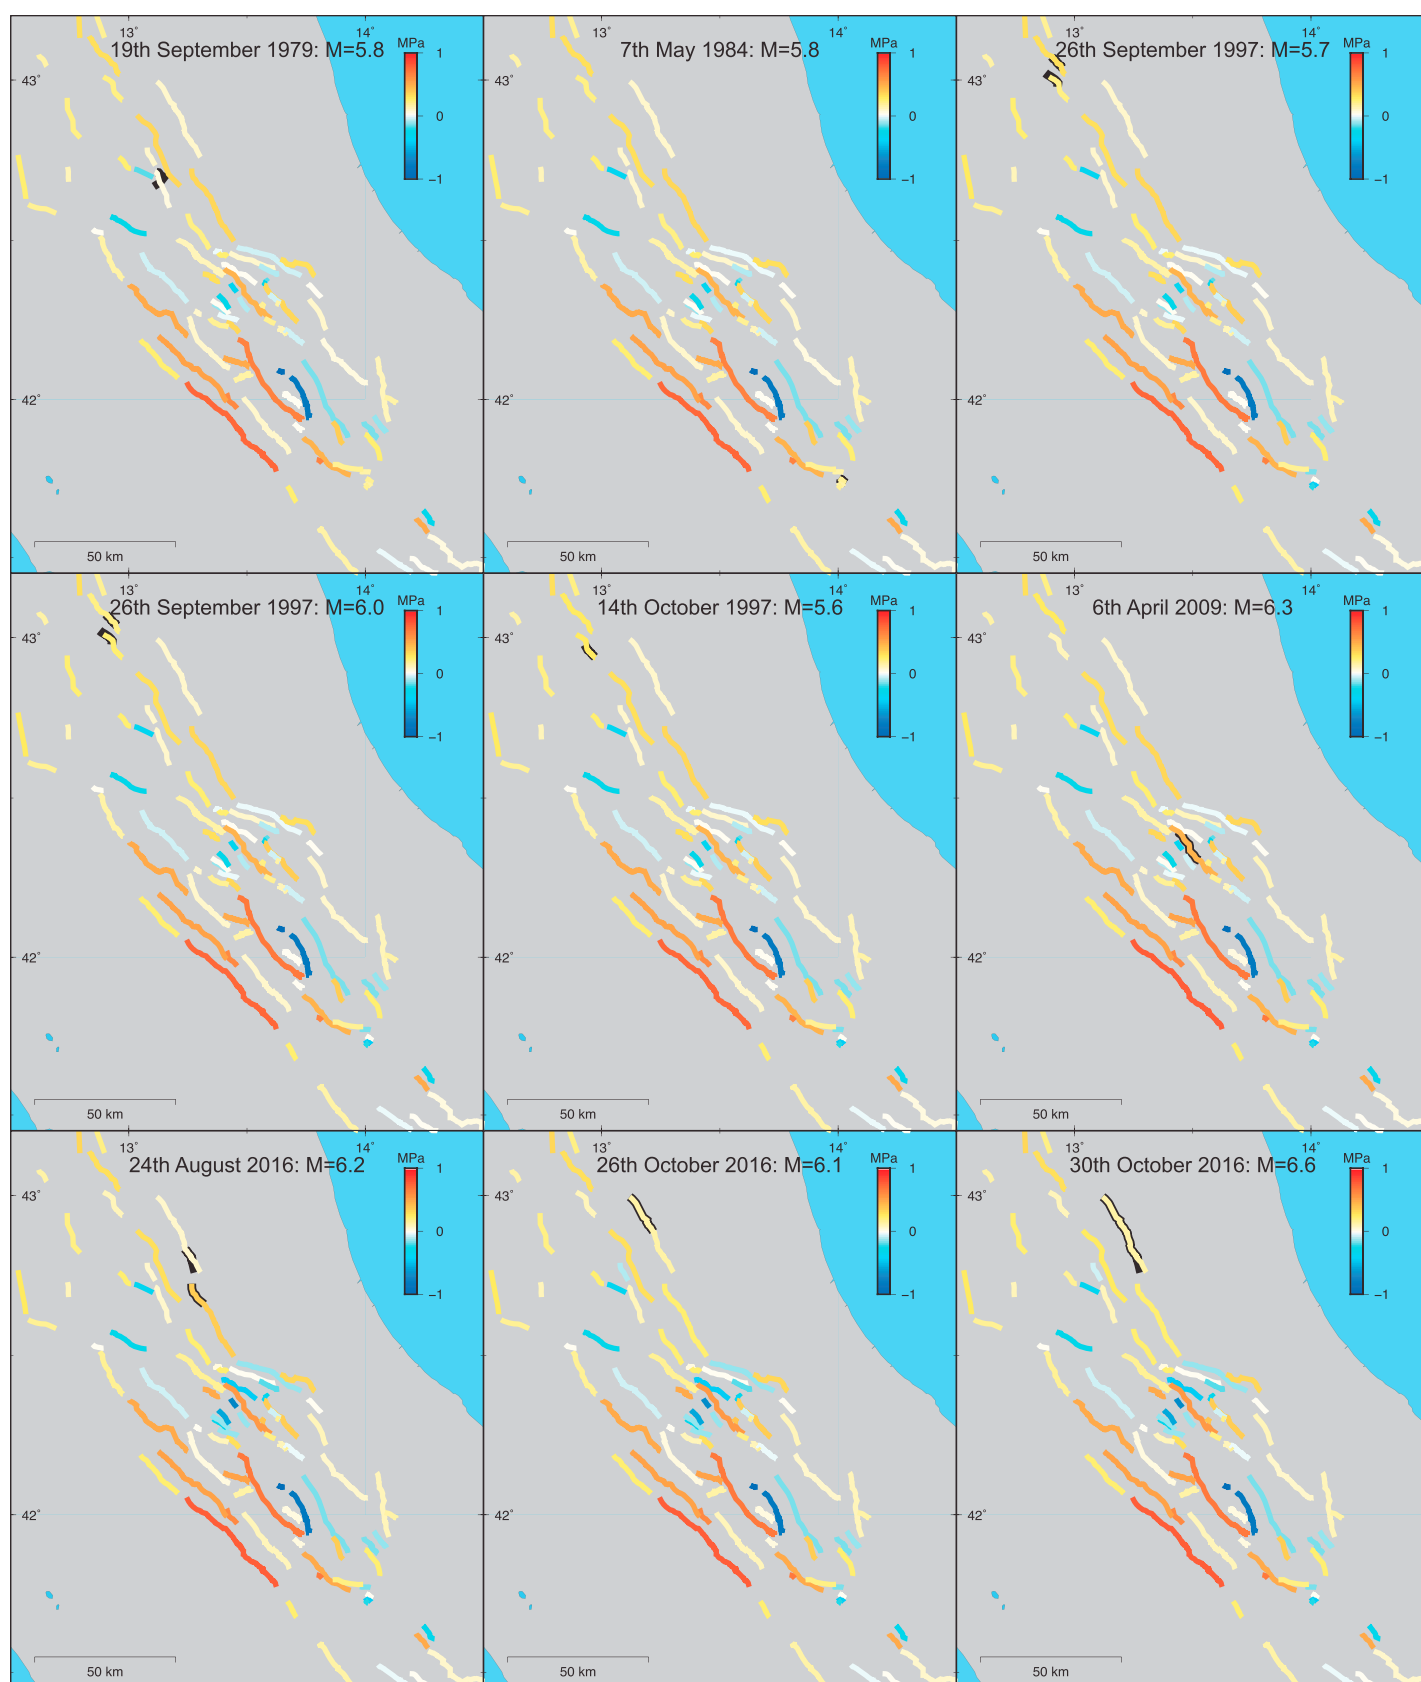 13° 14° 13° 14° 13° 14°
19th September 1979: M=5.8 MPa 7th May 1984: M=5.8 MPa 26th September 1997: M=5.7 MPa
1 1 1
43° 43° 43°
0 0 0
−1 −1 −1
42° 42° 42°
50 km 50 km 50 km
13° 14° 13° 14° 13° 14°
26th September 1997: M=6.0 MPa 14th October 1997: M=5.6 MPa 6th April 2009: M=6.3 MPa
1 1 1
43° 43° 43°
0 0 0
−1 −1 −1
42° 42° 42°
50 km 50 km 50 km
13° 14° 13° 14° 13° 14°
24th August 2016: M=6.2 MPa 26th October 2016: M=6.1 MPa 30th October 2016: M=6.6 MPa
1 1 1
43° 43° 43°
0 0 0
−1 −1 −1
42° 42° 42°
50 km 50 km 50 km